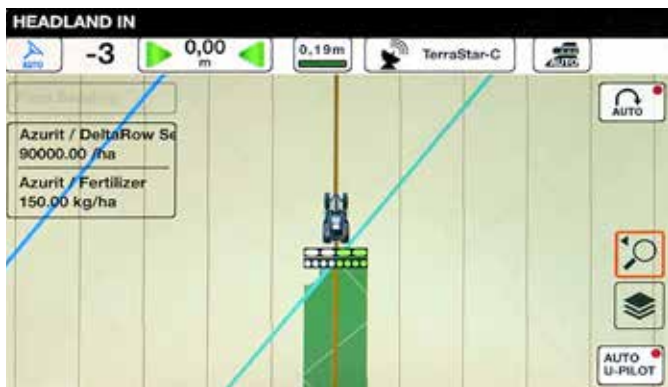 HEADLAND IN
AUTO
-3
0,00
m
0.19m
TerraStar-C
AUTO
AUTO
Azurit / DeltaRow Se
90000.00 /ha
Azurit / Fertilizer
150.00 kg/ha
AUTO
U-PILOT